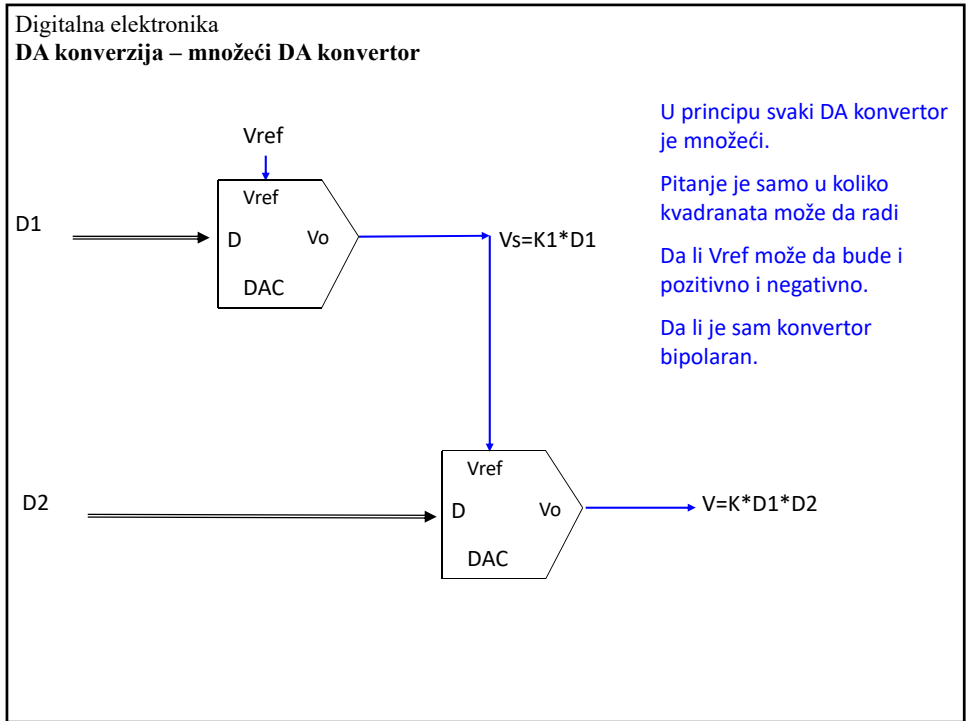 Digitalna elektronika
DA konverzija – množeći DA konvertor
U principu svaki DA konvertor
je množeći.
Pitanje je samo u koliko
kvadranata može da radi
Da li Vref može da bude i
pozitivno i negativno.
Da li je sam konvertor
bipolaran.
Vref
Vref
D1
D
Vo
Vs=K1*D1
DAC
Vref
D2
D
Vo
V=K*D1*D2
DAC